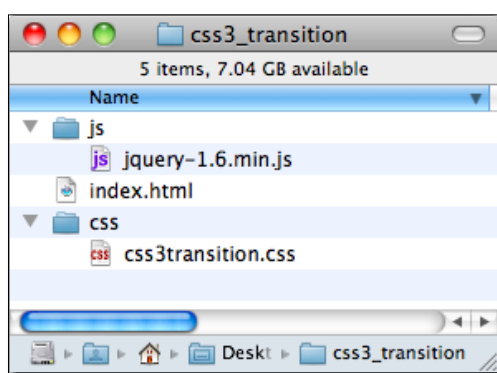 css3_transition
5 items, 7.04 GB available
Name
js
js jquery-1.6.min.js
index.html
css
css css3transition.css
Deskt css3_transition